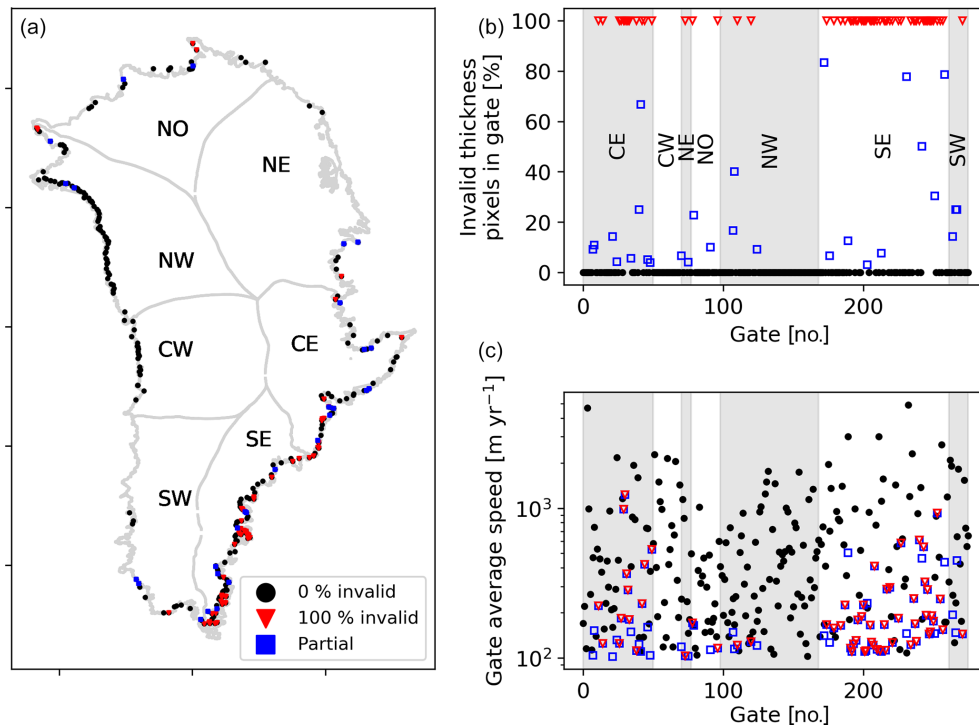 (a)
NO
NE
NW
CW
CE
SE
SW
0 % invalid
100 % invalid
Partial
(b)
Invalid thickness
pixels in gate [%]
100
80
60
40
20
0
CE
CW
NE
NO
NW
SE
SW
0
100
200
Gate [no.]
(c)
Gate average speed [m yr⁻¹]
10³
10²
0
100
200
Gate [no.]